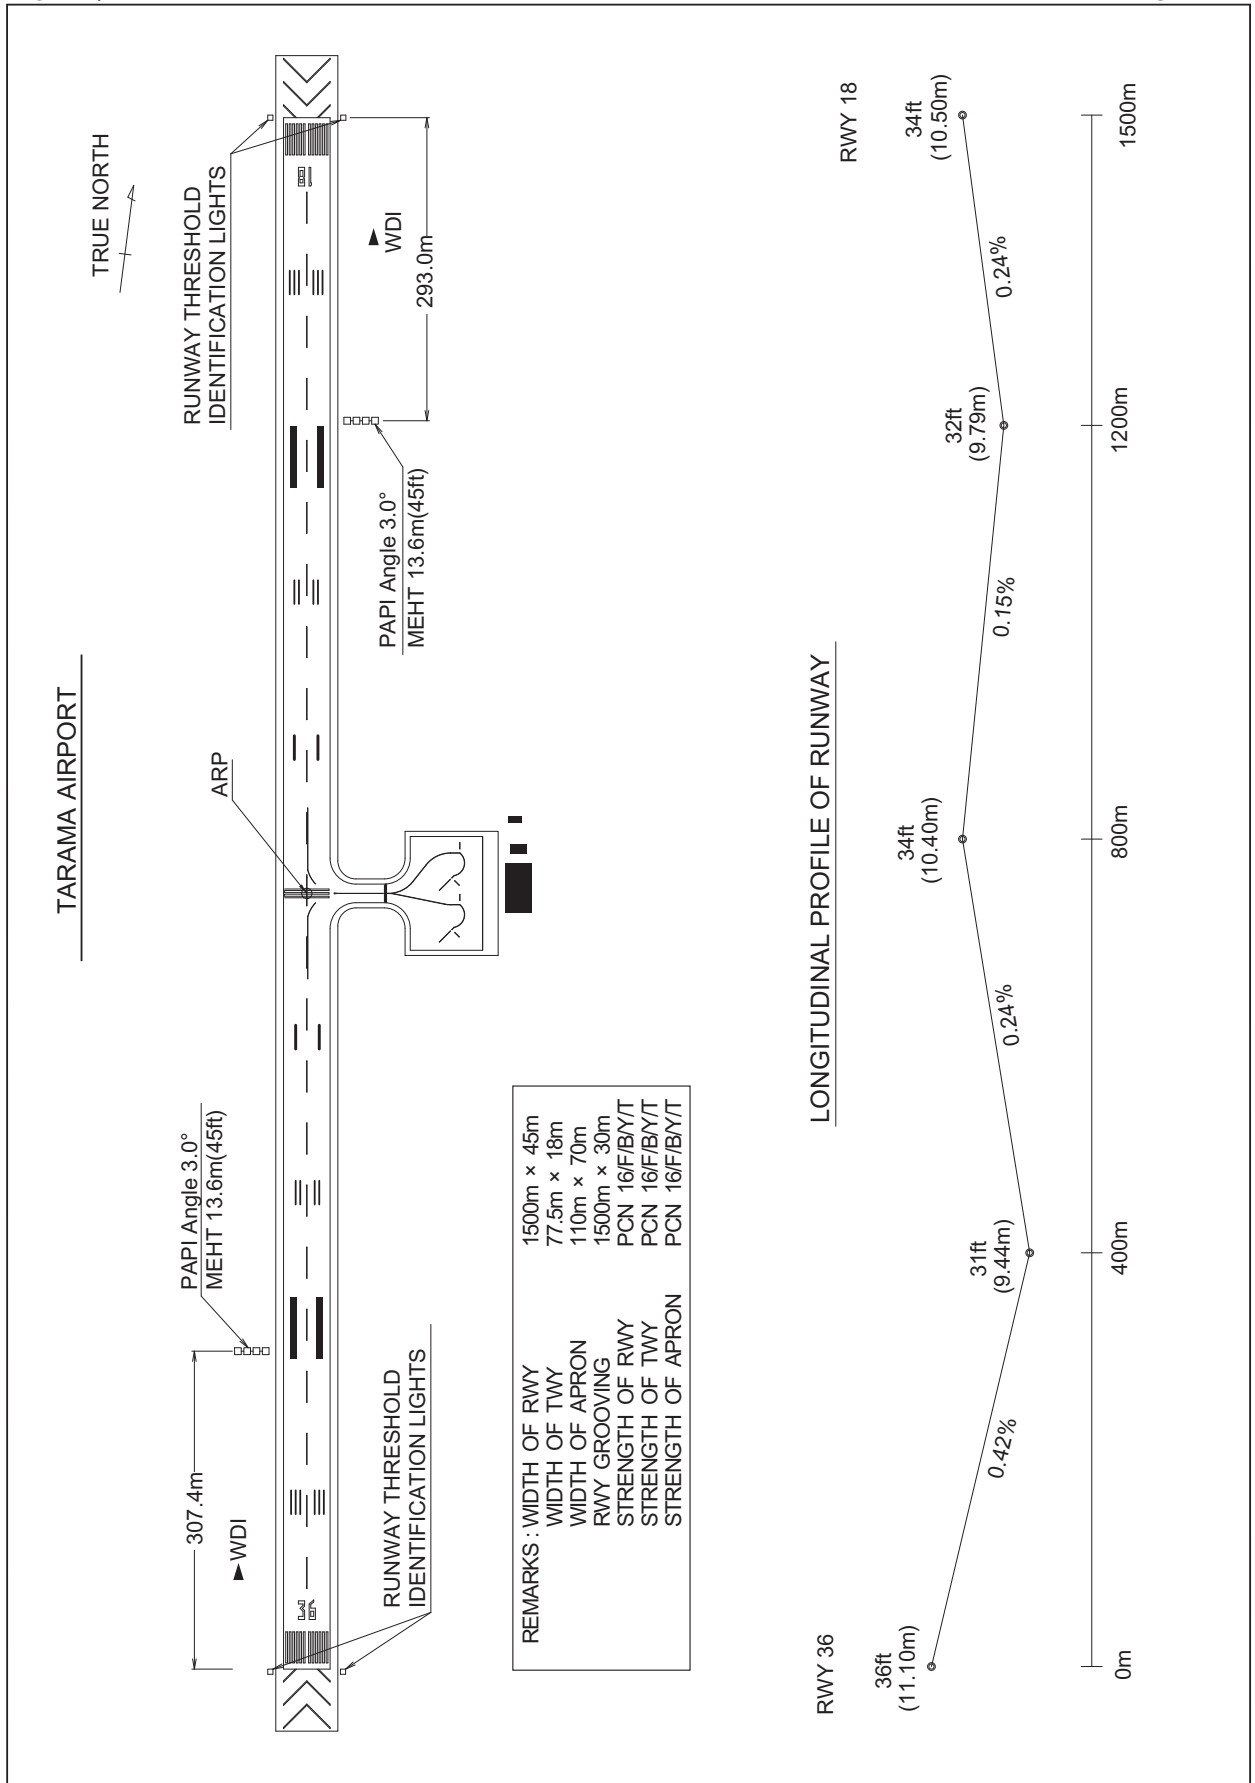 TARAMA AIRPORT
TRUE NORTH
PAPI Angle 3.0°
MEHT 13.6m(45ft)
307.4m
WDI
ARP
RUNWAY THRESHOLD
IDENTIFICATION LIGHTS
36
18
RUNWAY THRESHOLD
IDENTIFICATION LIGHTS
PAPI Angle 3.0°
MEHT 13.6m(45ft)
WDI
293.0m
REMARKS : WIDTH OF RWY 1500m × 45m
WIDTH OF TWY 77.5m × 18m
WIDTH OF APRON 110m × 70m
RWY GROOVING 1500m × 30m
STRENGTH OF RWY PCN 16/F/B/Y/T
STRENGTH OF TWY PCN 16/F/B/Y/T
STRENGTH OF APRON PCN 16/F/B/Y/T
LONGITUDINAL PROFILE OF RUNWAY
RWY 36
RWY 18
36ft
(11.10m)
31ft
(9.44m)
34ft
(10.40m)
32ft
(9.79m)
34ft
(10.50m)
0.42%
0.24%
0.15%
0.24%
0m
400m
800m
1200m
1500m